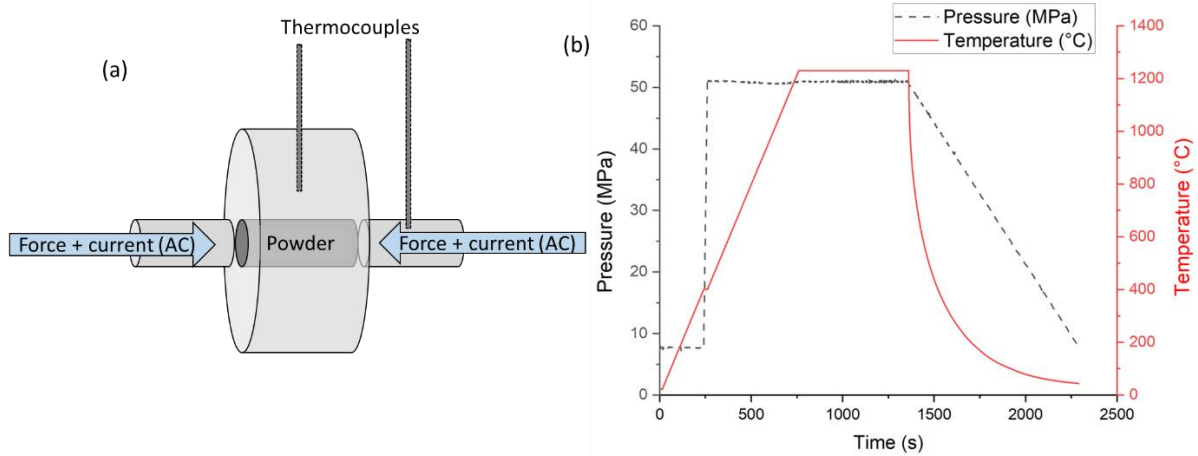 Thermocouples
(a)
Powder
Force + current (AC)
Force + current (AC)
(b)
Pressure (MPa)
Temperature (°C)
60
50
40
30
20
10
0
Pressure (MPa)
1400
1200
1000
800
600
400
200
0
Temperature (°C)
0
500
1000
1500
2000
2500
Time (s)